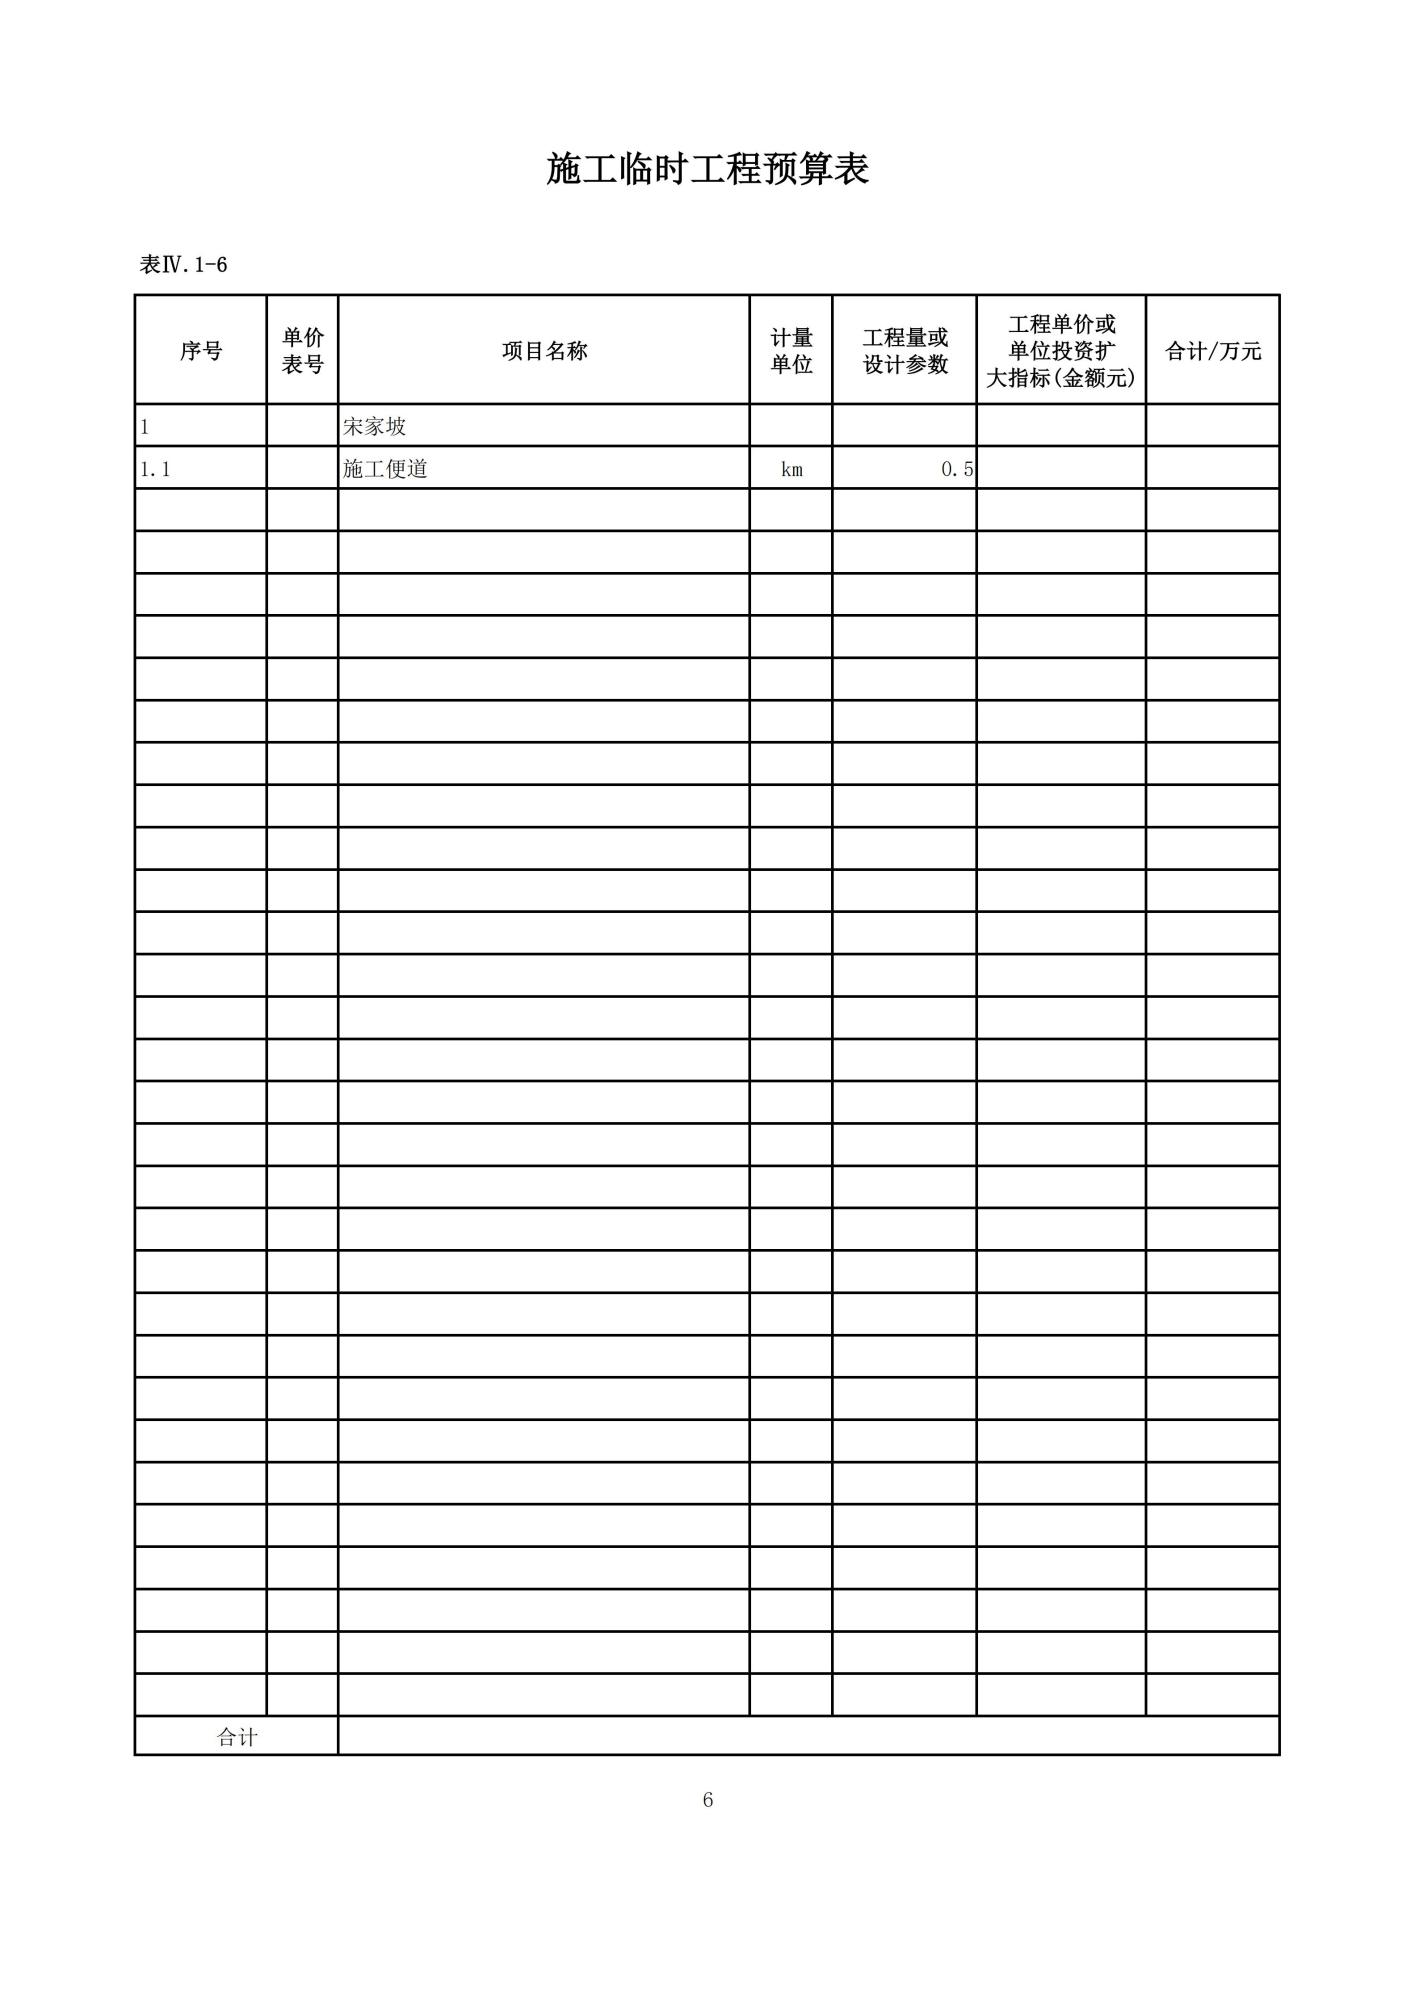 施工临时工程预算表
表Ⅳ.1-6
序号 单价表号 项目名称 计量单位 工程量或设计参数 工程单价或单位投资扩大指标(金额元) 合计/万元
1 宋家坡
1.1 施工便道 km 0.5
合计
6